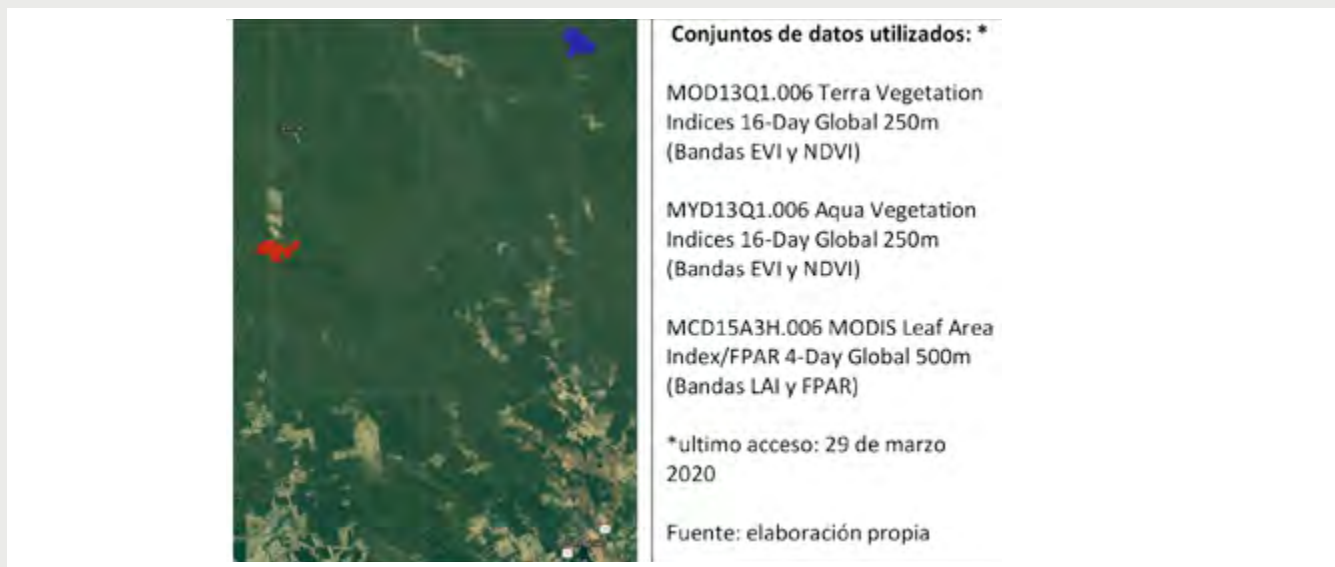 Conjuntos de datos utilizados: *
MOD13Q1.006 Terra Vegetation
Indices 16-Day Global 250m
(Bandas EVI y NDVI)
MYD13Q1.006 Aqua Vegetation
Indices 16-Day Global 250m
(Bandas EVI y NDVI)
MCD15A3H.006 MODIS Leaf Area
Index/FPAR 4-Day Global 500m
(Bandas LAI y FPAR)
*ultimo acceso: 29 de marzo
2020
Fuente: elaboración propia